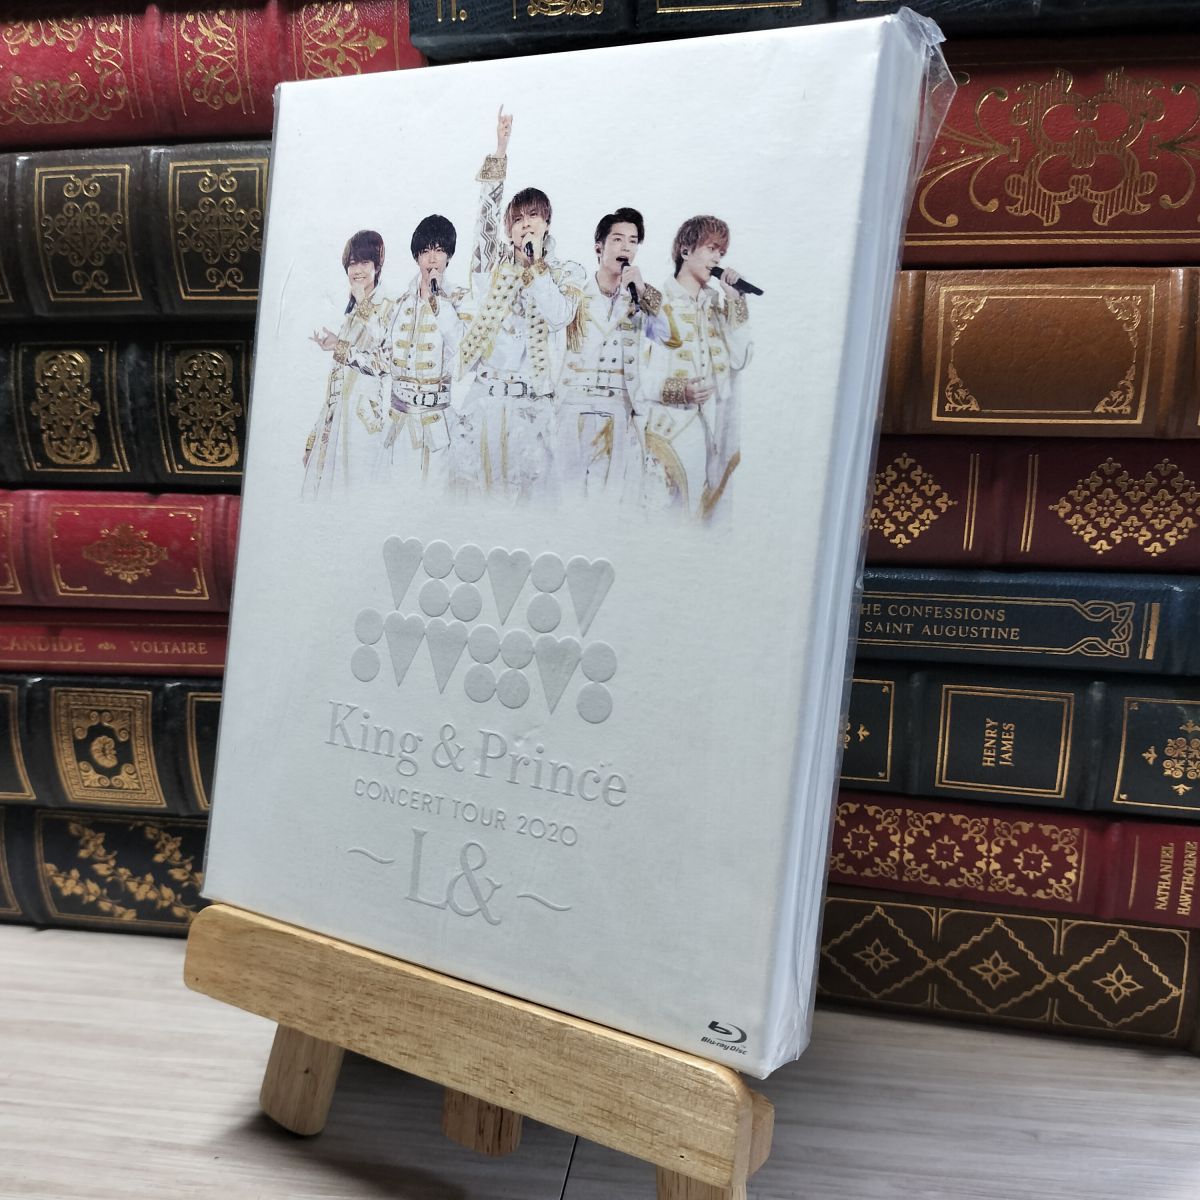 King & Prince
CONCERT TOUR 2020
~L&~
Blu-ray Disc
CANDIDE VOLTAIRE
THE CONFESSIONS
SAINT AUGUSTINE
HENRY
JAMES
NATHANIEL
HAWTHORNE